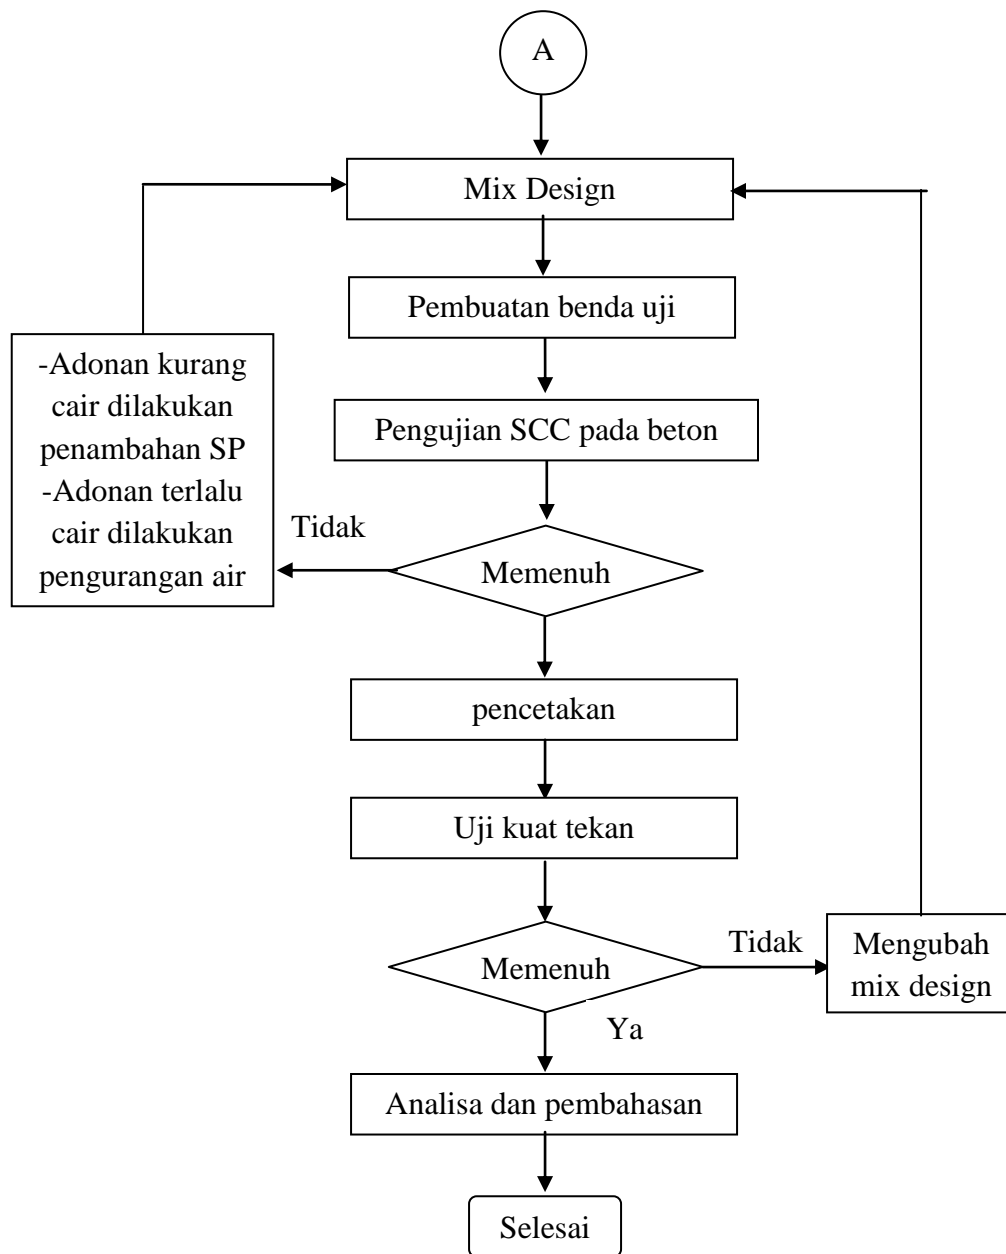 A
Mix Design
Pembuatan benda uji
-Adonan kurang
cair dilakukan
penambahan SP
-Adonan terlalu
cair dilakukan
pengurangan air
Pengujian SCC pada beton
Tidak
Memenuh
pencetakan
Uji kuat tekan
Memenuh
Tidak
Mengubah
mix design
Ya
Analisa dan pembahasan
Selesai